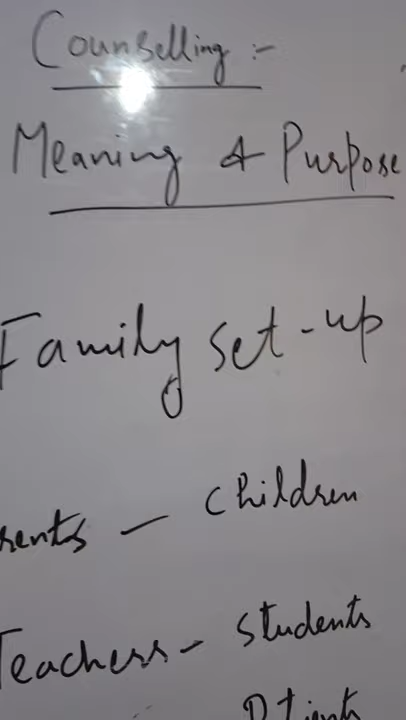 Counselling :-
Meaning & Purpose
Family set-up
rents - children
Teachers - students